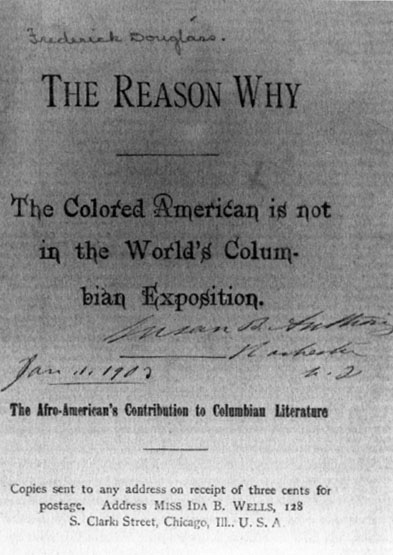 Frederick Douglass.
THE REASON WHY
The Colored American is not
in the World's Colum-
bian Exposition.
Susan B. Anthony
Rochester
Jan. 1. 1903
N. Y.
The Afro-American's Contribution to Columbian Literature
Copies sent to any address on receipt of three cents for
postage. Address MISS IDA B. WELLS, 128
S. Clark Street, Chicago, Ill., U. S. A.